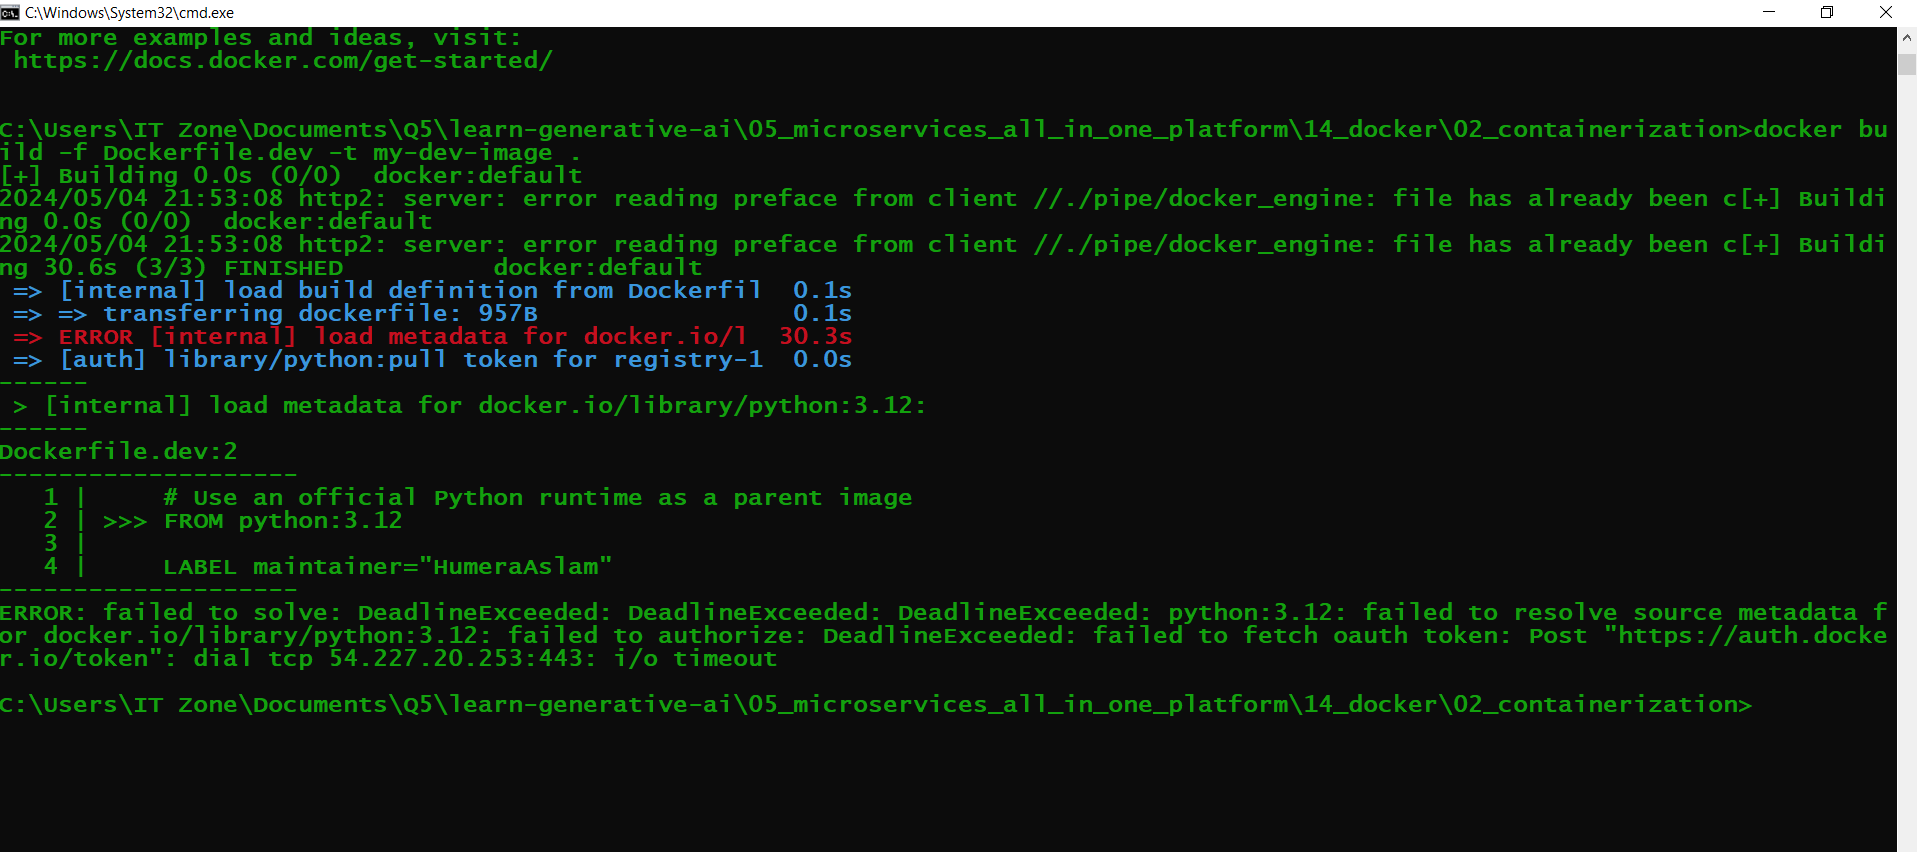 C:\Windows\System32\cmd.exe
For more examples and ideas, visit:
 https://docs.docker.com/get-started/
C:\Users\IT Zone\Documents\Q5\learn-generative-ai\05_microservices_all_in_one_platform\14_docker\02_containerization>docker bu
ild -f Dockerfile.dev -t my-dev-image .
[+] Building 0.0s (0/0)  docker:default
2024/05/04 21:53:08 http2: server: error reading preface from client //./pipe/docker_engine: file has already been c[+] Buildi
ng 0.0s (0/0)  docker:default
2024/05/04 21:53:08 http2: server: error reading preface from client //./pipe/docker_engine: file has already been c[+] Buildi
ng 30.6s (3/3) FINISHED          docker:default
 => [internal] load build definition from Dockerfil  0.1s
 => => transferring dockerfile: 957B                 0.1s
 => ERROR [internal] load metadata for docker.io/l  30.3s
 => [auth] library/python:pull token for registry-1  0.0s
------
 > [internal] load metadata for docker.io/library/python:3.12:
------
Dockerfile.dev:2
--------------------
   1 |     # Use an official Python runtime as a parent image
   2 | >>> FROM python:3.12
   3 |
   4 |     LABEL maintainer="HumeraAslam"
--------------------
ERROR: failed to solve: DeadlineExceeded: DeadlineExceeded: DeadlineExceeded: python:3.12: failed to resolve source metadata f
or docker.io/library/python:3.12: failed to authorize: DeadlineExceeded: failed to fetch oauth token: Post "https://auth.docke
r.io/token": dial tcp 54.227.20.253:443: i/o timeout
C:\Users\IT Zone\Documents\Q5\learn-generative-ai\05_microservices_all_in_one_platform\14_docker\02_containerization>